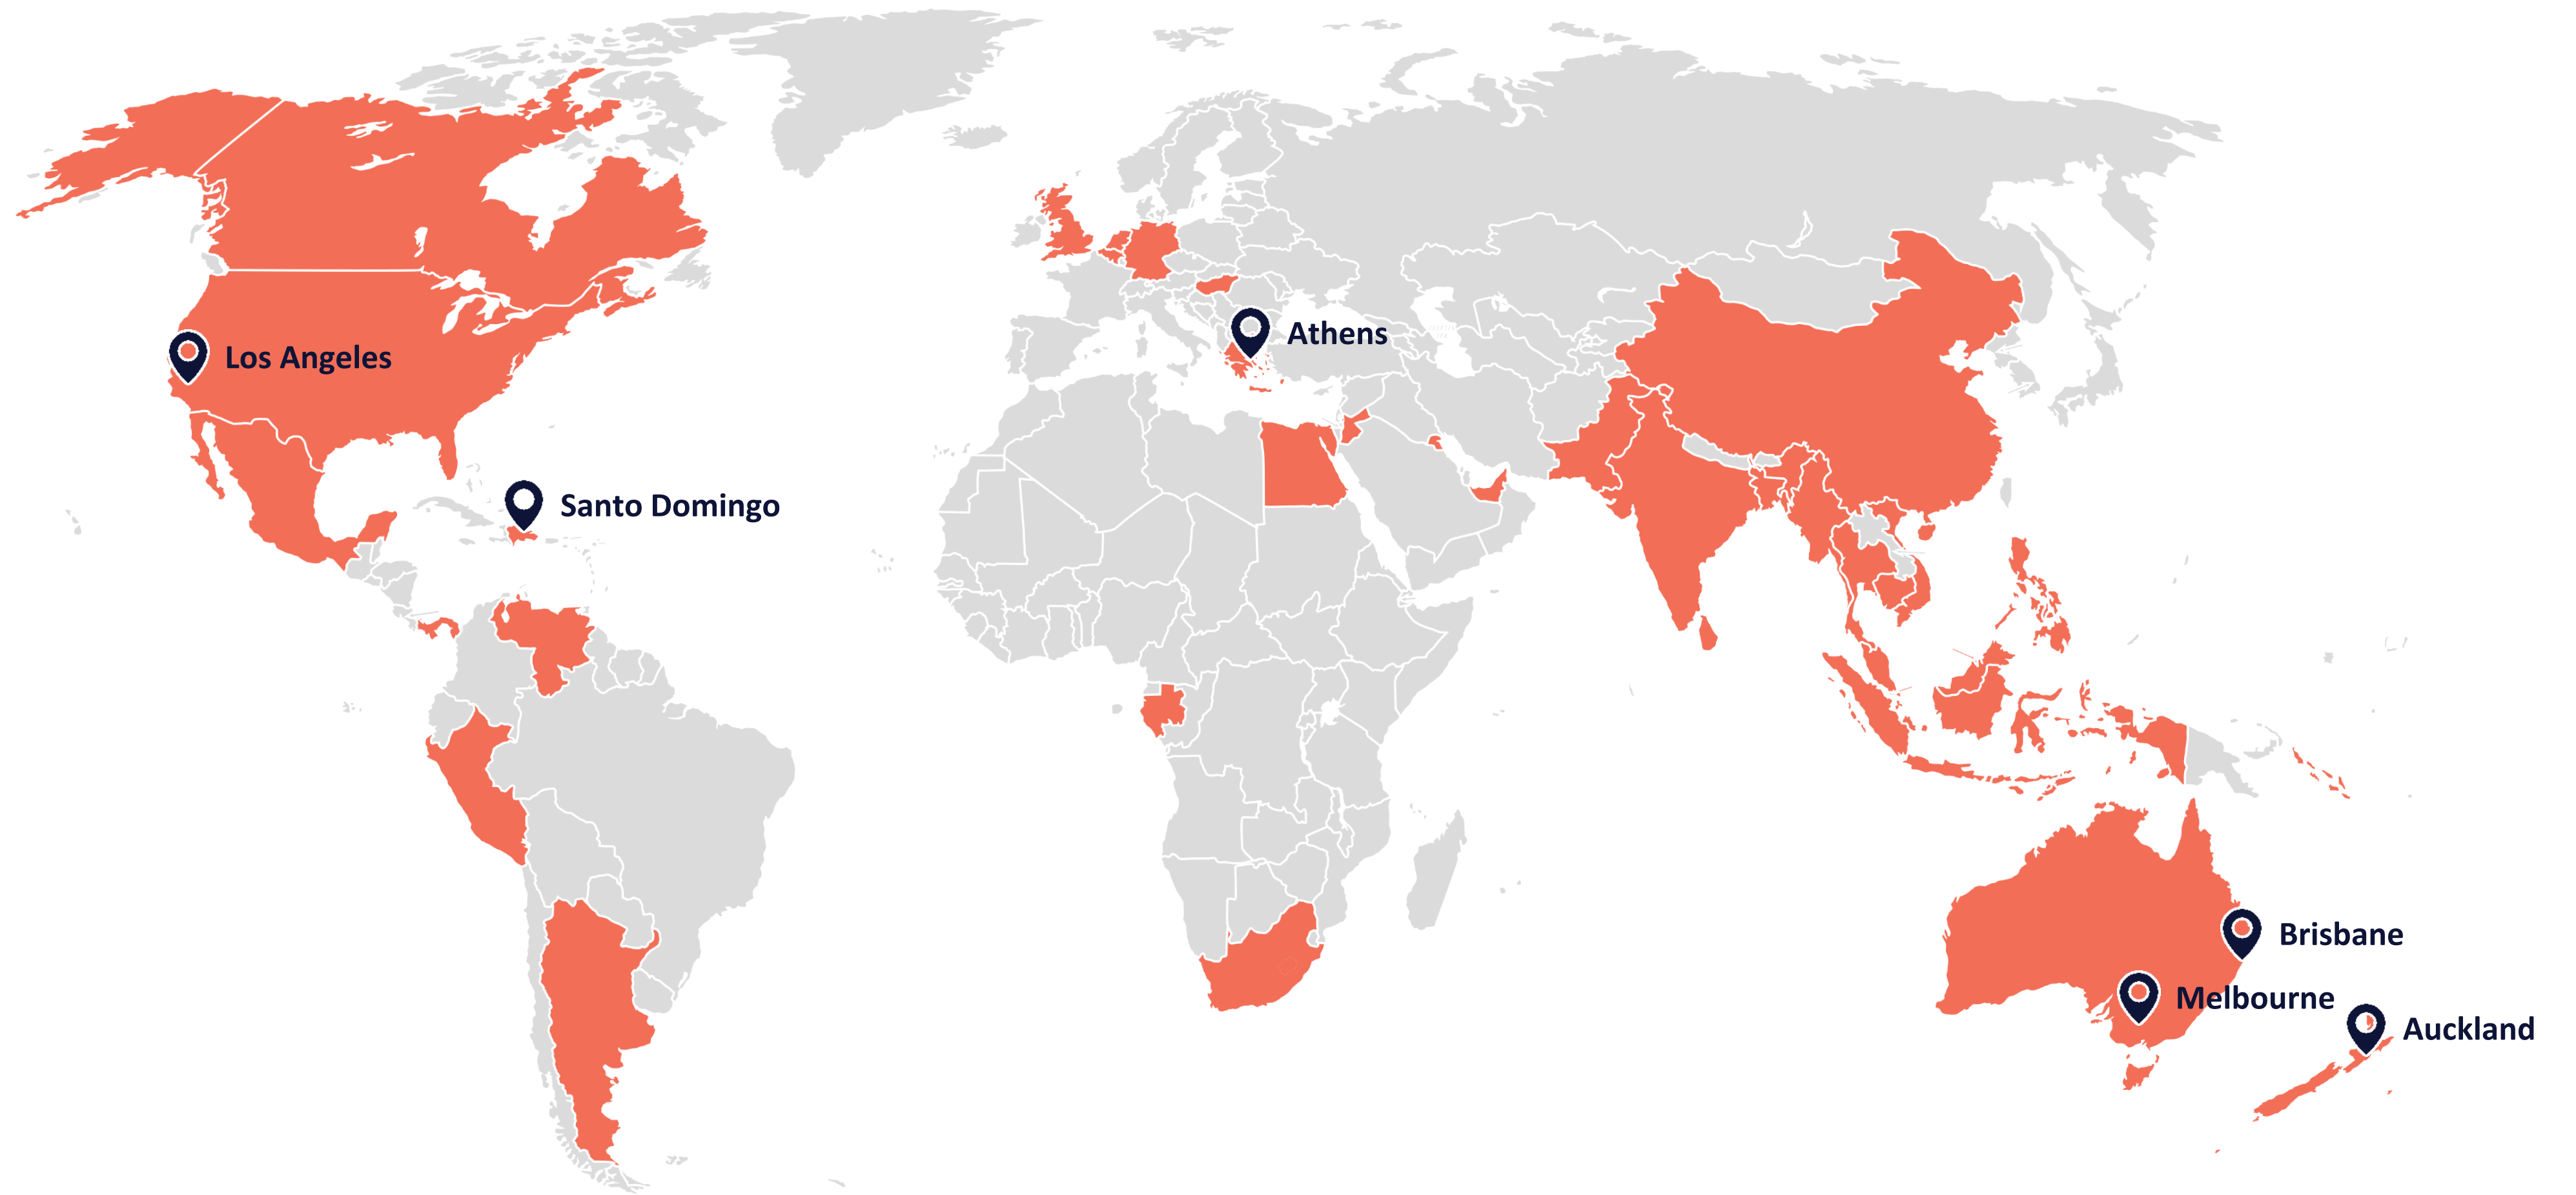 Athens
Los Angeles
Santo Domingo
Brisbane
Melbourne
Auckland